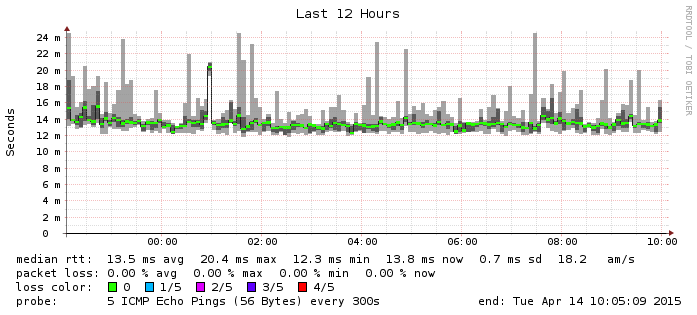 Last 12 Hours
RRDTOOL / TOBI OETIKER
Seconds
24 m
22 m
20 m
18 m
16 m
14 m
12 m
10 m
8 m
6 m
4 m
2 m
0
00:00 02:00 04:00 06:00 08:00 10:00
median rtt: 13.5 ms avg 20.4 ms max 12.3 ms min 13.8 ms now 0.7 ms sd 18.2 am/s
packet loss: 0.00 % avg 0.00 % max 0.00 % min 0.00 % now
loss color: 0 1/5 2/5 3/5 4/5
probe: 5 ICMP Echo Pings (56 Bytes) every 300s end: Tue Apr 14 10:05:09 2015